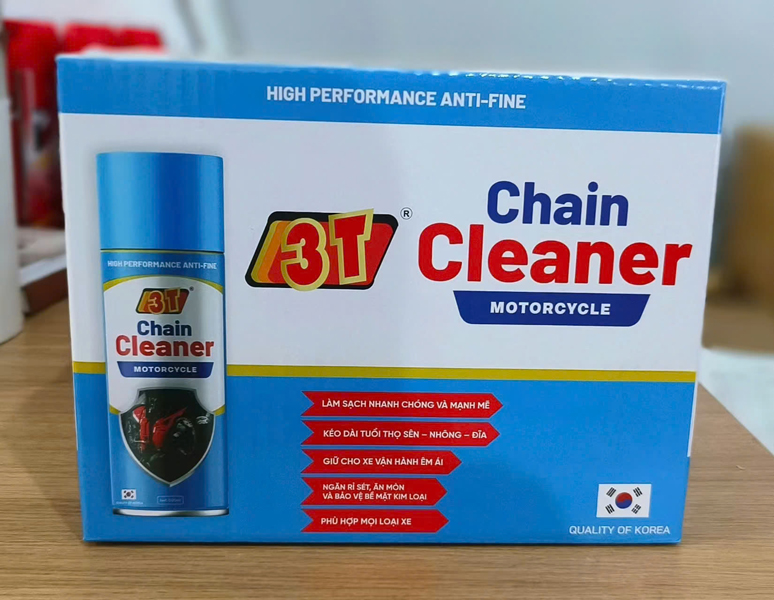 HIGH PERFORMANCE ANTI-FINE
3T ®
Chain
Cleaner
MOTORCYCLE
HIGH PERFORMANCE ANTI-FINE
3T
Chain
Cleaner
MOTORCYCLE
LÀM SẠCH NHANH CHÓNG VÀ MẠNH MẼ
KÉO DÀI TUỔI THỌ SÊN – NHÔNG – ĐĨA
GIỮ CHO XE VẬN HÀNH ÊM ÁI
NGĂN RỈ SÉT, ĂN MÒN
VÀ BẢO VỆ BỀ MẶT KIM LOẠI
PHÙ HỢP MỌI LOẠI XE
QUALITY OF KOREA